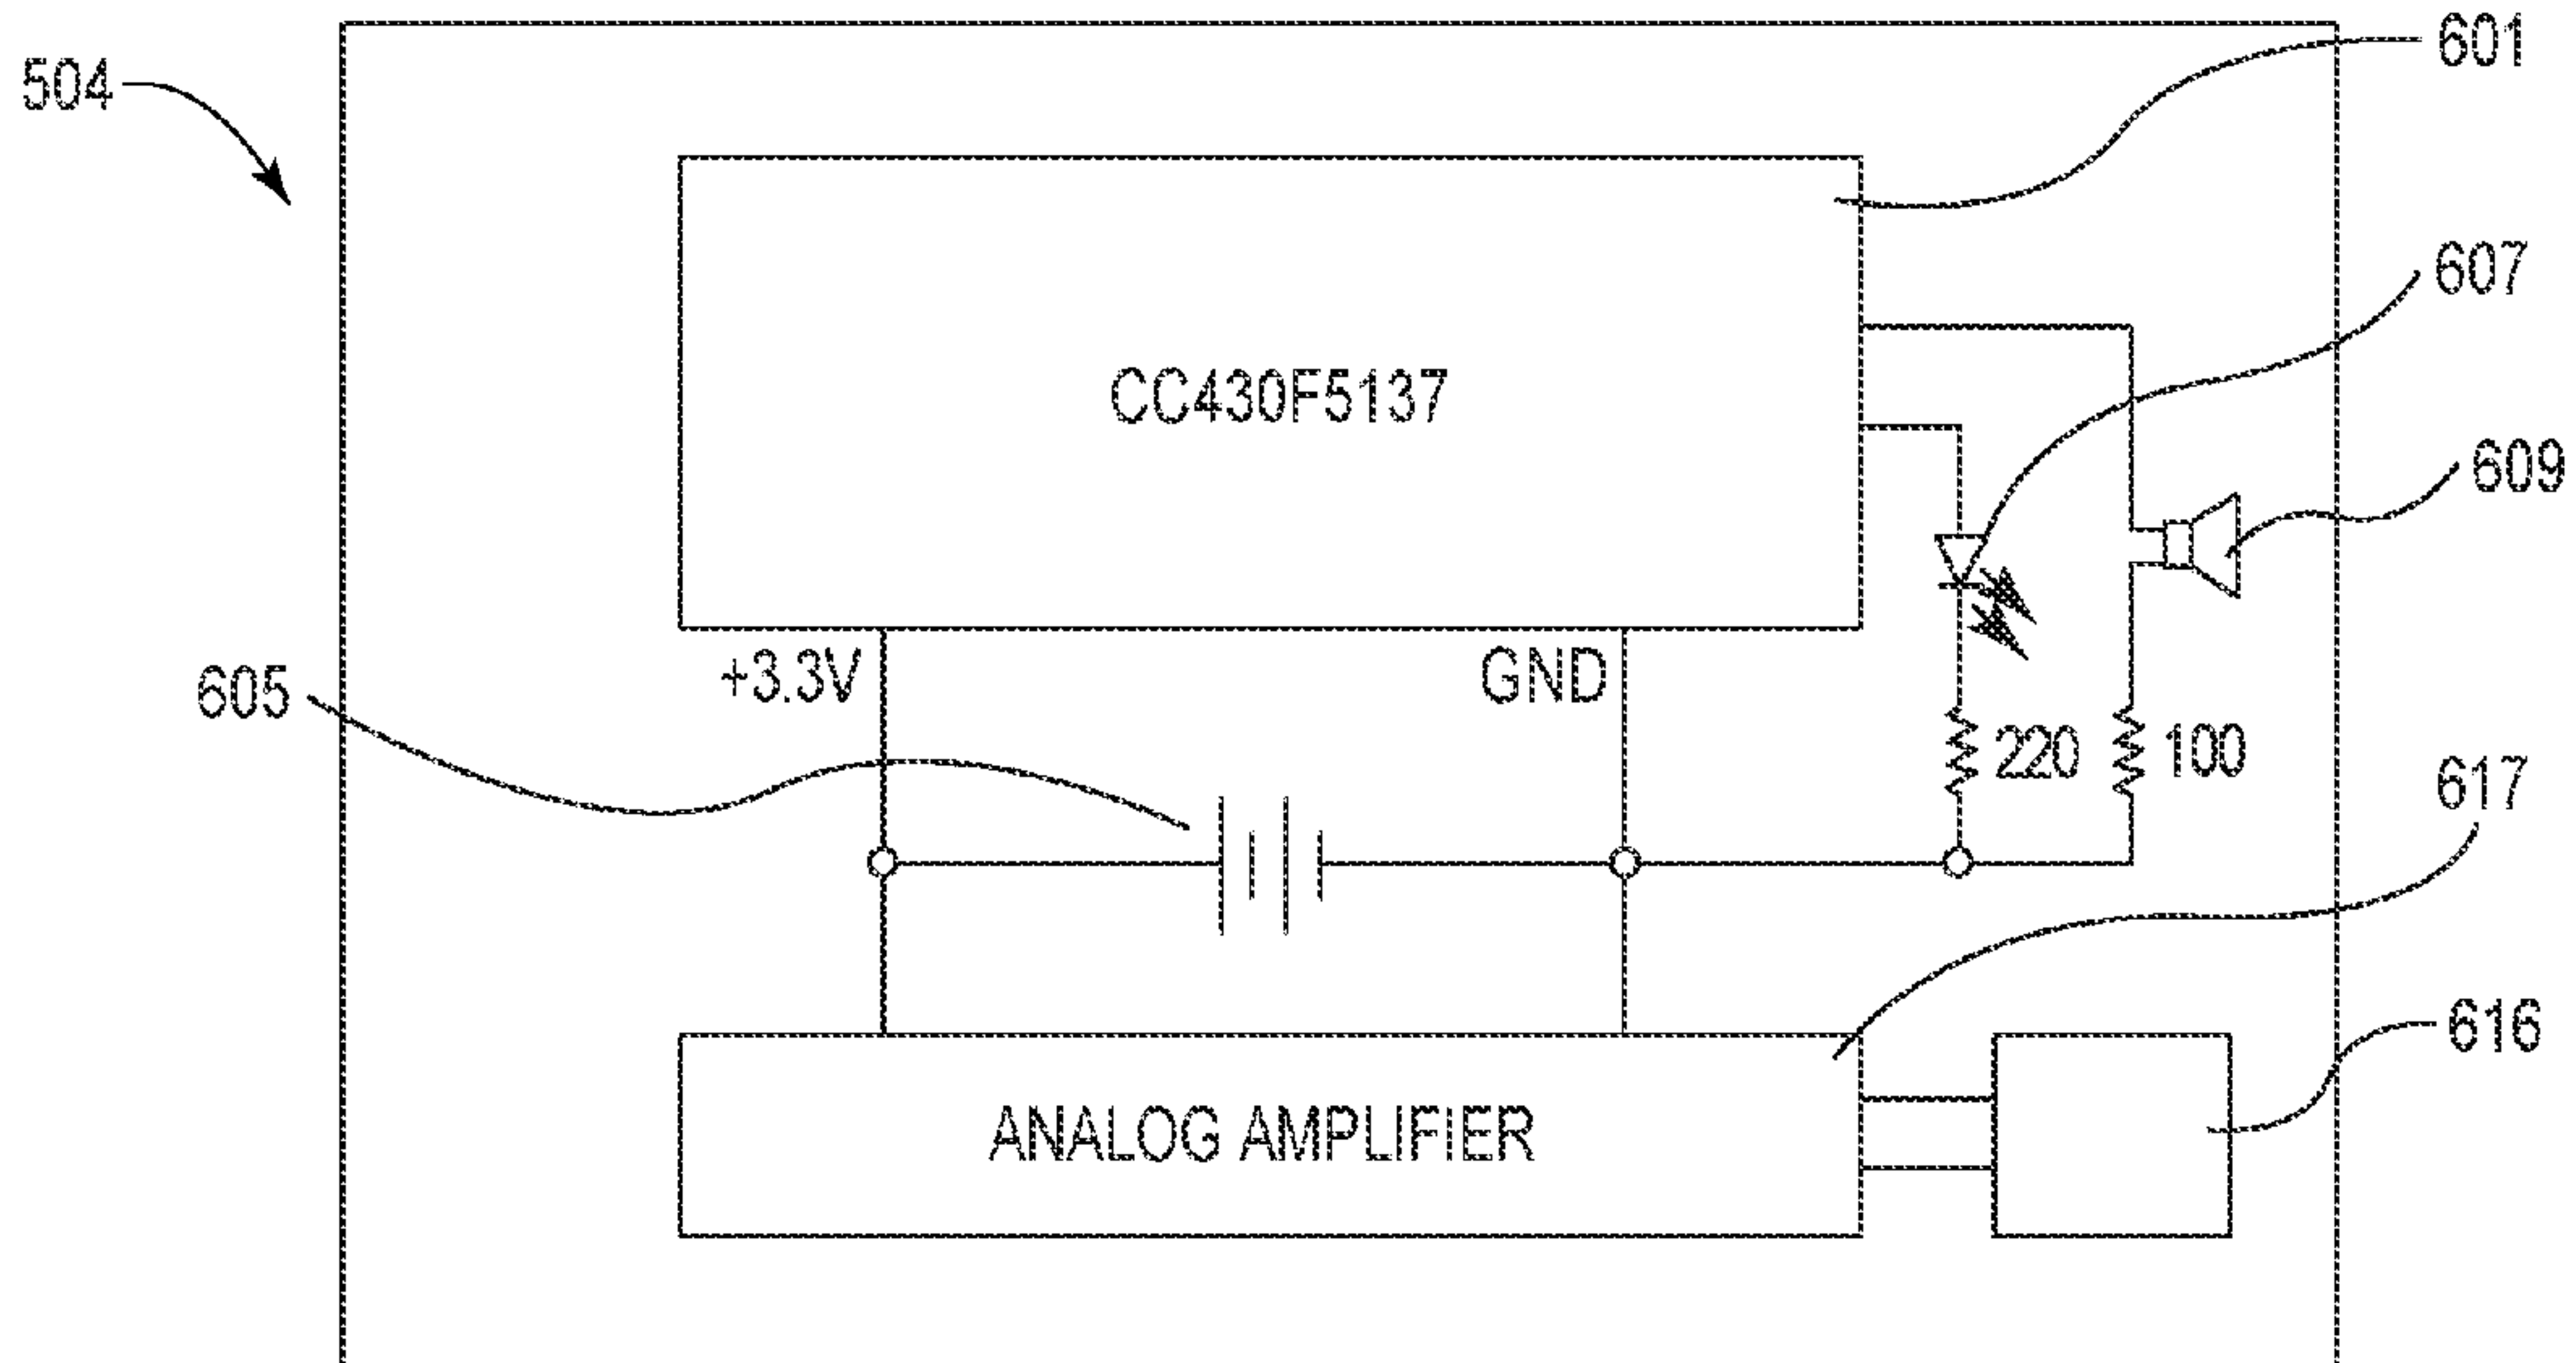 504
601
607
CC430F5137
609
+3.3V
GND
605
220
100
617
616
ANALOG AMPLIFIER